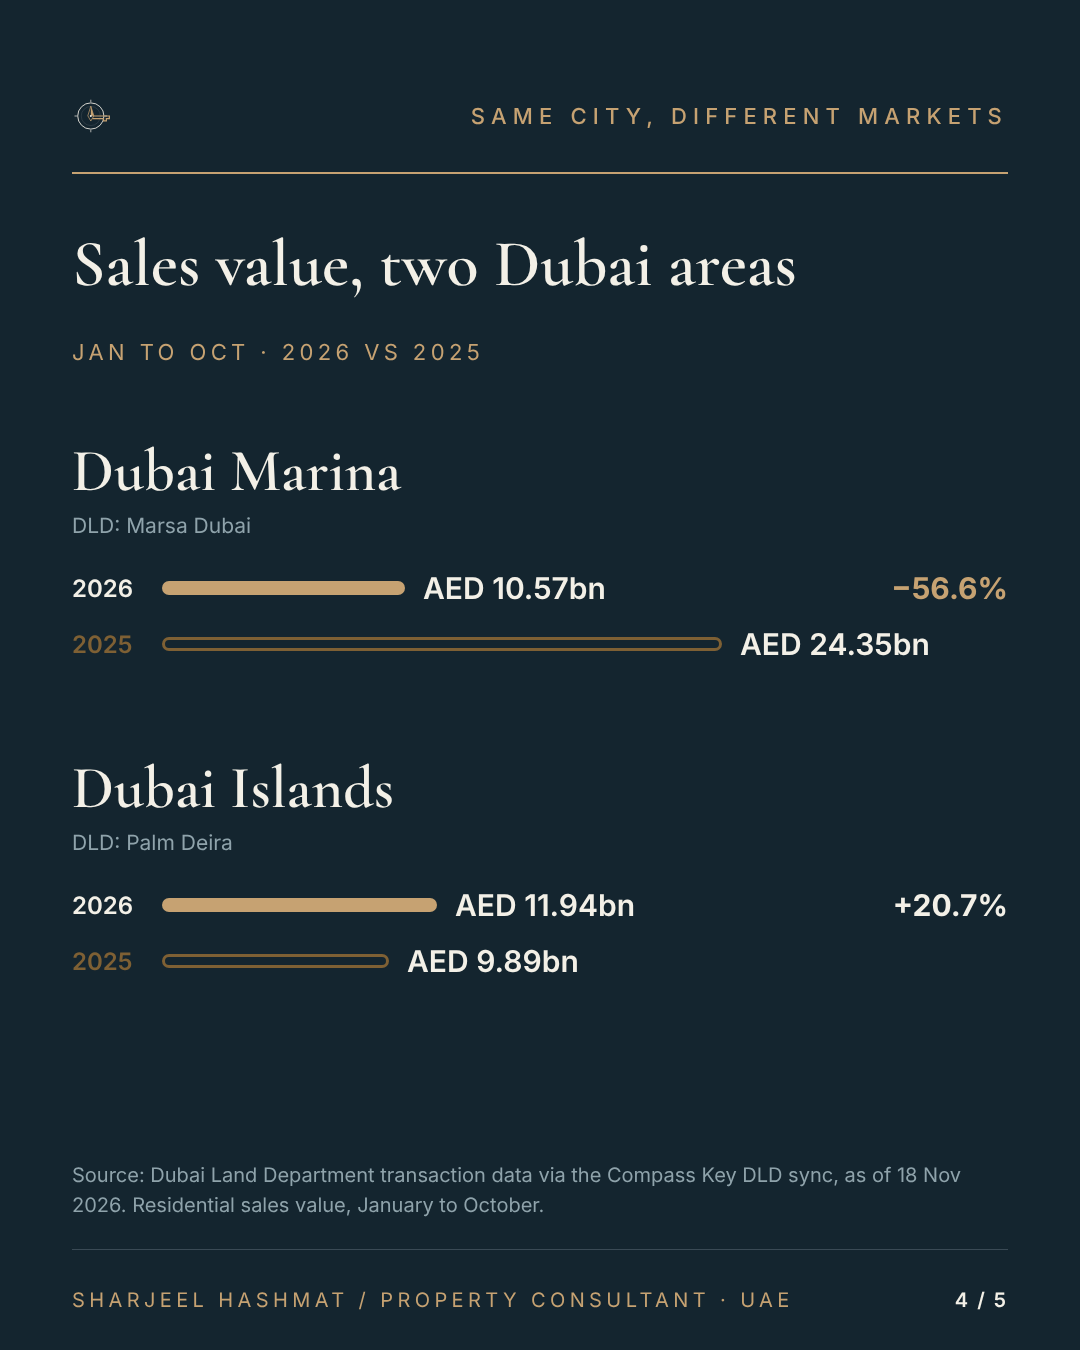 SAME CITY, DIFFERENT MARKETS
Sales value, two Dubai areas
JAN TO OCT · 2026 VS 2025
Dubai Marina
DLD: Marsa Dubai
2026 AED 10.57bn −56.6%
2025 AED 24.35bn
Dubai Islands
DLD: Palm Deira
2026 AED 11.94bn +20.7%
2025 AED 9.89bn
Source: Dubai Land Department transaction data via the Compass Key DLD sync, as of 18 Nov
2026. Residential sales value, January to October.
SHARJEEL HASHMAT / PROPERTY CONSULTANT · UAE 4 / 5